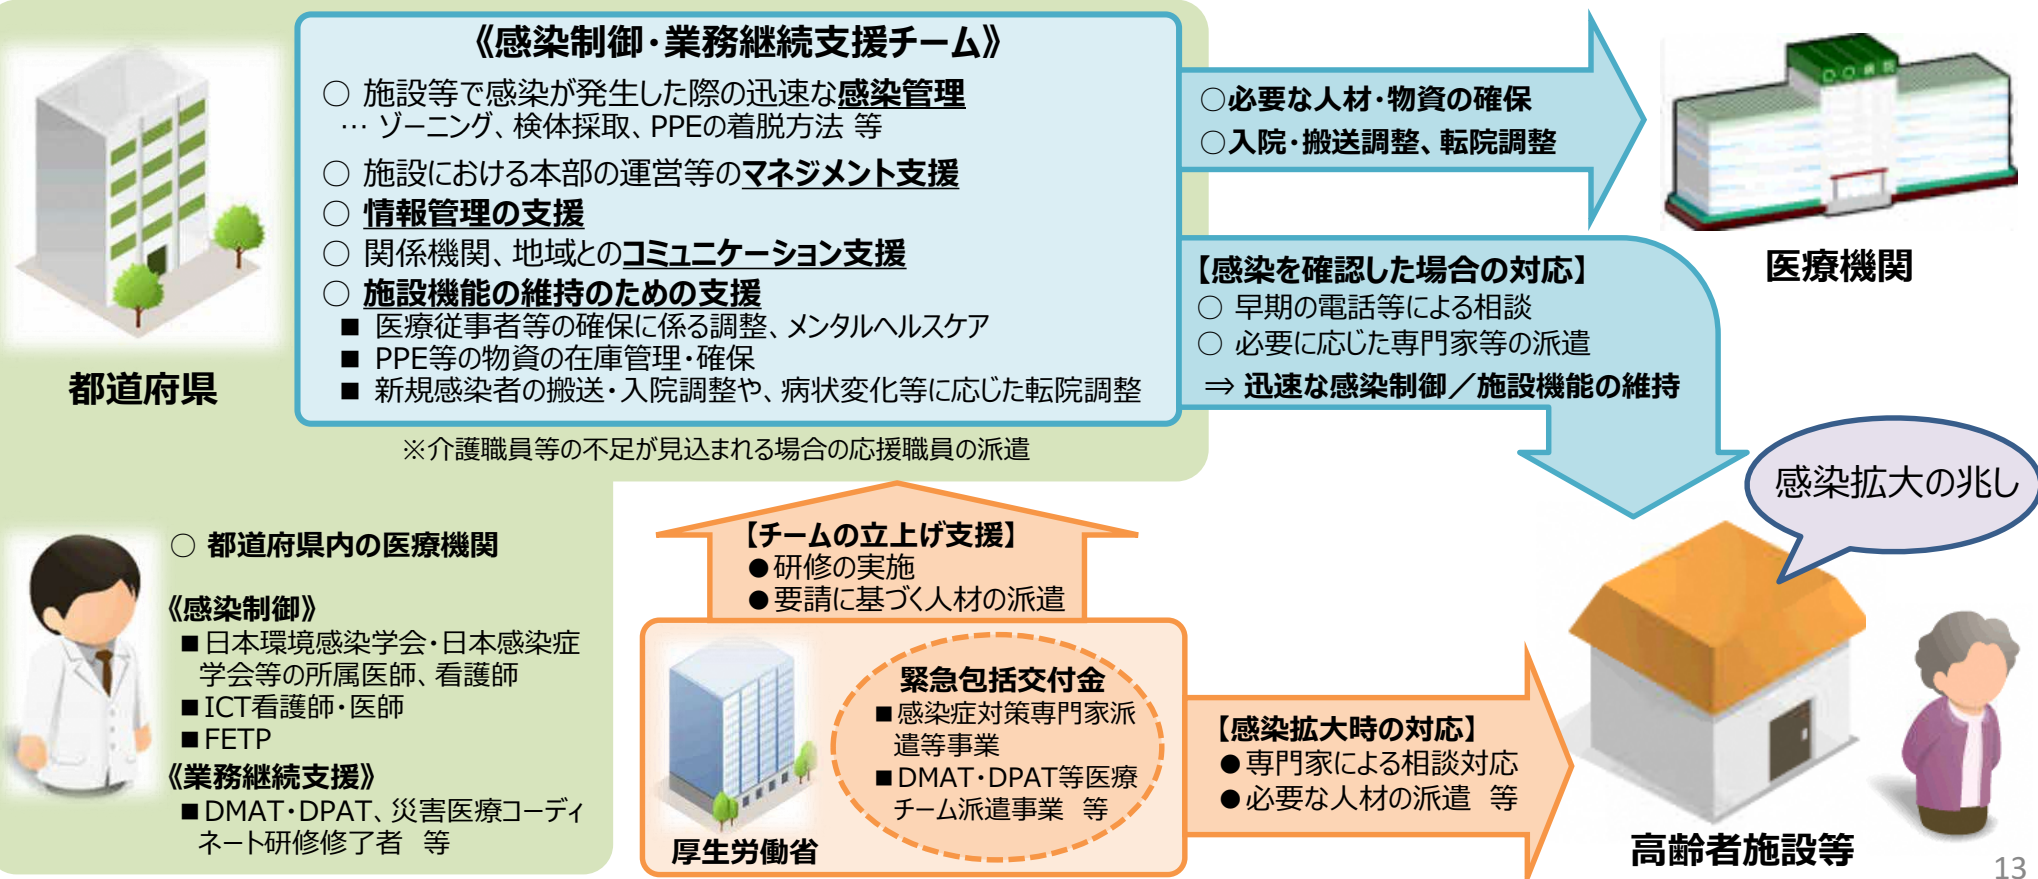 《感染制御・業務継続支援チーム》
○ 施設等で感染が発生した際の迅速な感染管理
… ゾーニング、検体採取、PPEの着脱方法 等
○ 施設における本部の運営等のマネジメント支援
○ 情報管理の支援
○ 関係機関、地域とのコミュニケーション支援
○ 施設機能の維持のための支援
■ 医療従事者等の確保に係る調整、メンタルヘルスケア
■ PPE等の物資の在庫管理・確保
■ 新規感染者の搬送・入院調整や、病状変化等に応じた転院調整
※介護職員等の不足が見込まれる場合の応援職員の派遣
都道府県
○必要な人材・物資の確保
○入院・搬送調整、転院調整
○○病院
医療機関
【感染を確認した場合の対応】
○ 早期の電話等による相談
○ 必要に応じた専門家等の派遣
⇒ 迅速な感染制御／施設機能の維持
感染拡大の兆し
○ 都道府県内の医療機関
《感染制御》
■日本環境感染学会・日本感染症
学会等の所属医師、看護師
■ICT看護師・医師
■FETP
《業務継続支援》
■DMAT・DPAT、災害医療コーディ
ネート研修修了者 等
【チームの立上げ支援】
●研修の実施
●要請に基づく人材の派遣
緊急包括交付金
■感染症対策専門家派
遣等事業
■DMAT・DPAT等医療
チーム派遣事業 等
厚生労働省
【感染拡大時の対応】
●専門家による相談対応
●必要な人材の派遣 等
高齢者施設等
13